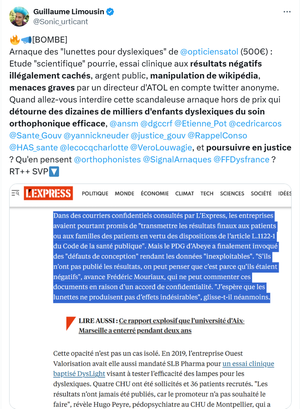 Guillaume Limousin
@Sonic_urticant
🔥📢[BOMBE]
Arnaque des "lunettes pour dyslexiques" de @opticiensatol (500€) :
Etude "scientifique" pourrie, essai clinique aux résultats négatifs
illégalement cachés, argent public, manipulation de wikipédia,
menaces graves par un directeur d'ATOL en compte twitter anonyme.
Quand allez-vous interdire cette scandaleuse arnaque hors de prix qui
détourne des dizaines de milliers d'enfants dyslexiques du soin
orthophonique efficace, @ansm @dgccrf @Etienne_Pot @cedricarcos
@Sante_Gouv @yannickneuder @justice_gouv @RappelConso
@HAS_sante @lecocqcharlotte @VeroLouwagie, et poursuivre en justice
? Qu'en pensent @orthophonistes @SignalArnaques @FFDysfrance ?
RT++ SVP🔽
L'EXPRESS
POLITIQUE MONDE ÉCONOMIE CLIMAT TECH SCIENCES SOCIÉTÉ IDÉES
Dans des courriers confidentiels consultés par L'Express, les entreprises
avaient pourtant promis de "transmettre les résultats finaux aux patients
ou aux familles des patients en vertu des dispositions de l'article L.1122-1
du Code de la santé publique". Mais le PDG d'Abeye a finalement invoqué
des "défauts de conception" rendant les données "inexploitables". "S'ils
n'ont pas publié les résultats, on peut penser que c'est parce qu'ils étaient
négatifs", avance Frédéric Mouriaux, qui ne peut commenter ces
documents en raison d'un accord de confidentialité. "J'espère que les
lunettes ne produisent pas d'effets indésirables", glisse-t-il néanmoins.
LIRE AUSSI : Ce rapport explosif que l'université d'Aix-
Marseille a enterré pendant deux ans
Cette opacité n'est pas un cas isolé. En 2019, l'entreprise Ouest
Valorisation avait elle aussi mandaté SLB Pharma pour un essai clinique
baptisé DysLight visant à tester l'efficacité des lampes pour les
dyslexiques. Quatre CHU ont été sollicités et 36 patients recrutés. "Les
résultats n'ont jamais été publiés, car le promoteur n'a pas souhaité le
faire", révèle Hugo Peyre, pédopsychiatre au CHU de Montpellier, qui a